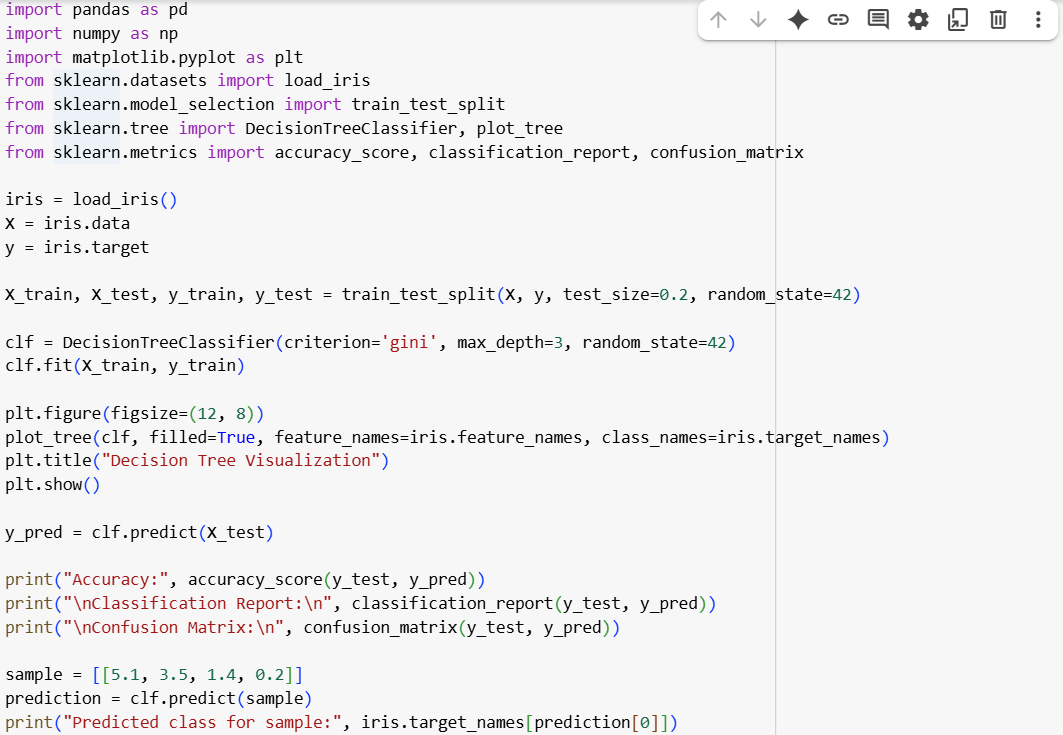 import pandas as pd
import numpy as np
import matplotlib.pyplot as plt
from sklearn.datasets import load_iris
from sklearn.model_selection import train_test_split
from sklearn.tree import DecisionTreeClassifier, plot_tree
from sklearn.metrics import accuracy_score, classification_report, confusion_matrix

iris = load_iris()
X = iris.data
y = iris.target

X_train, X_test, y_train, y_test = train_test_split(X, y, test_size=0.2, random_state=42)

clf = DecisionTreeClassifier(criterion='gini', max_depth=3, random_state=42)
clf.fit(X_train, y_train)

plt.figure(figsize=(12, 8))
plot_tree(clf, filled=True, feature_names=iris.feature_names, class_names=iris.target_names)
plt.title("Decision Tree Visualization")
plt.show()

y_pred = clf.predict(X_test)

print("Accuracy:", accuracy_score(y_test, y_pred))
print("\nClassification Report:\n", classification_report(y_test, y_pred))
print("\nConfusion Matrix:\n", confusion_matrix(y_test, y_pred))

sample = [[5.1, 3.5, 1.4, 0.2]]
prediction = clf.predict(sample)
print("Predicted class for sample:", iris.target_names[prediction[0]])